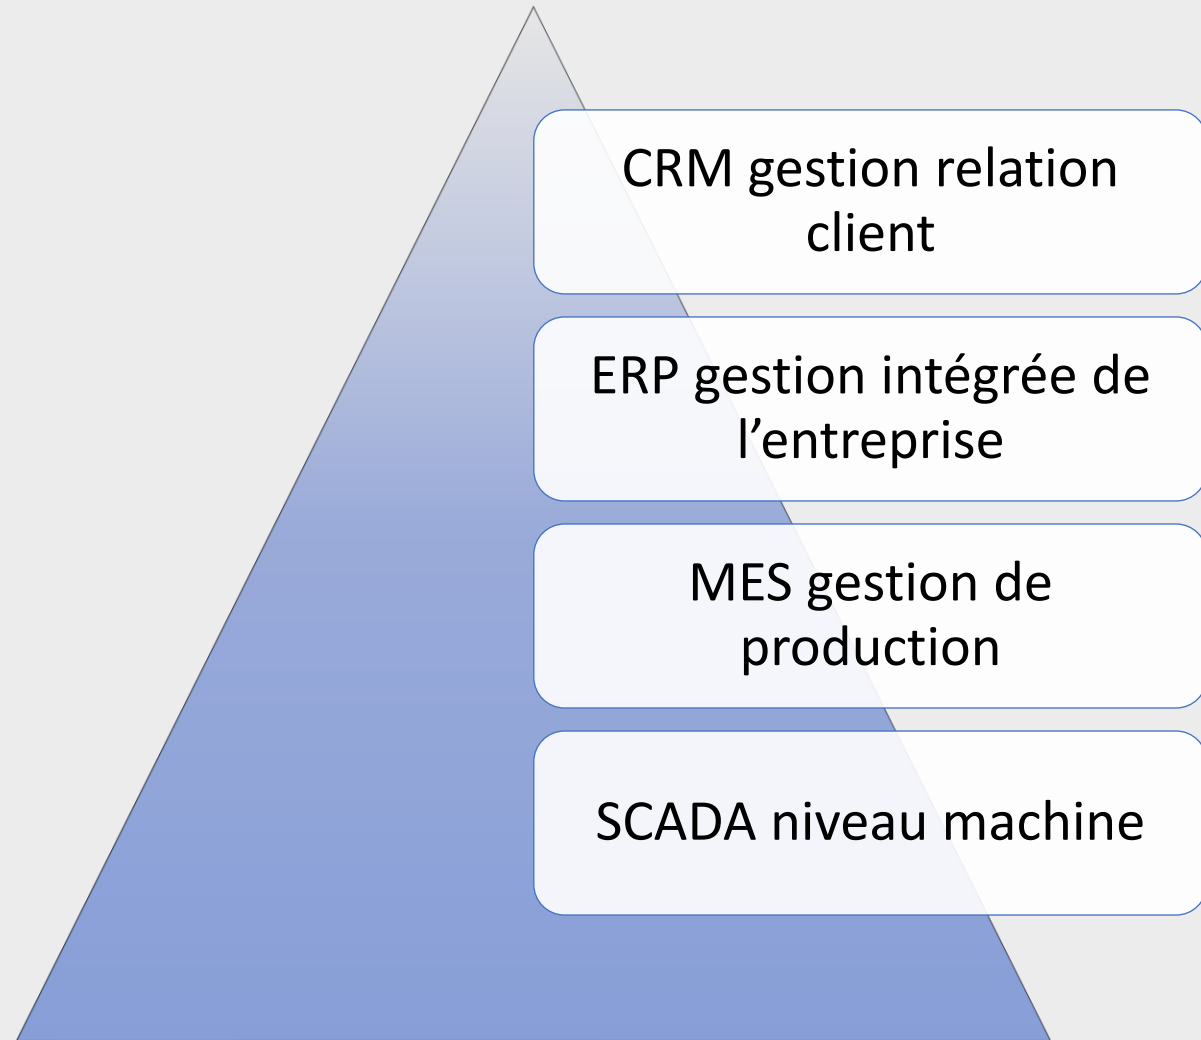 CRM gestion relation
client
ERP gestion intégrée de
l’entreprise
MES gestion de
production
SCADA niveau machine